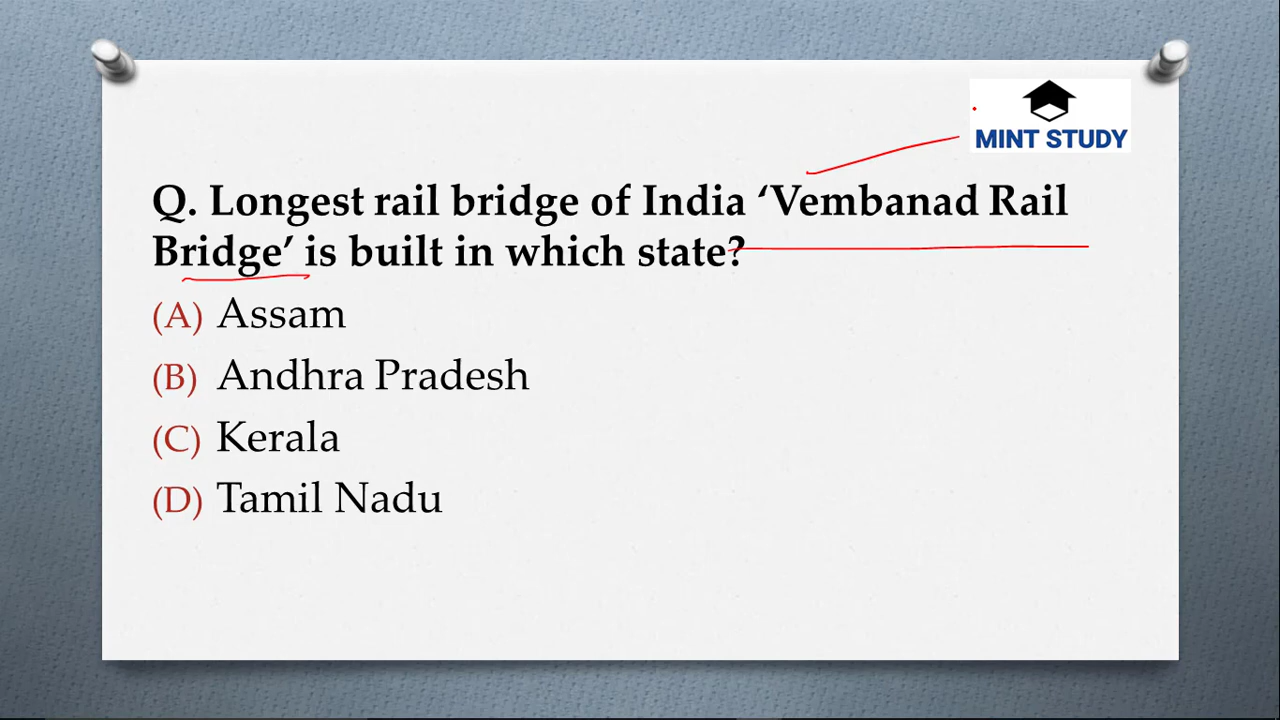 MINT STUDY
Q. Longest rail bridge of India ‘Vembanad Rail
Bridge’ is built in which state?
(A) Assam
(B) Andhra Pradesh
(C) Kerala
(D) Tamil Nadu